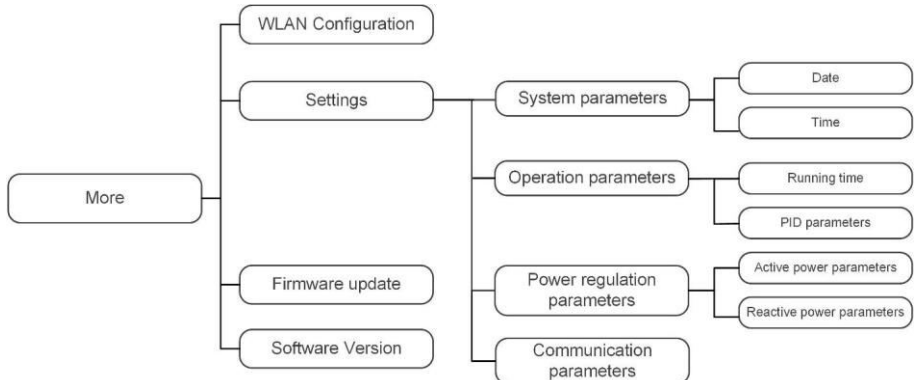 More
WLAN Configuration
Settings
Firmware update
Software Version
System parameters
Operation parameters
Power regulation
parameters
Communication
parameters
Date
Time
Running time
PID parameters
Active power parameters
Reactive power parameters